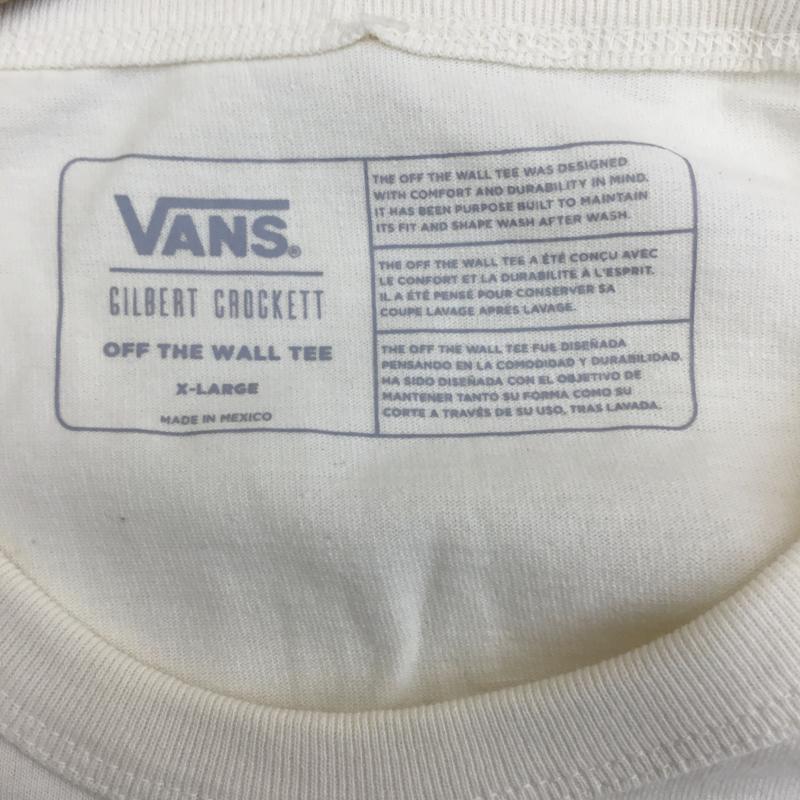 VANS®
GILBERT CROCKETT
OFF THE WALL TEE
X-LARGE
MADE IN MEXICO
THE OFF THE WALL TEE WAS DESIGNED
WITH COMFORT AND DURABILITY IN MIND.
IT HAS BEEN PURPOSE BUILT TO MAINTAIN
ITS FIT AND SHAPE WASH AFTER WASH.
THE OFF THE WALL TEE A ÉTÉ CONÇU AVEC
LE CONFORT ET LA DURABILITE À L'ESPRIT.
IL A ÉTÉ PENSÉ POUR CONSERVER SA
COUPE LAVAGE APRÈS LAVAGE.
THE OFF THE WALL TEE FUE DISEÑADA
PENSANDO EN LA COMODIDAD Y DURABILIDAD.
HA SIDO DISEÑADA CON EL OBJETIVO DE
MANTENER TANTO SU FORMA COMO SU
CORTE A TRAVÉS DE SU USO, TRAS LAVADA.